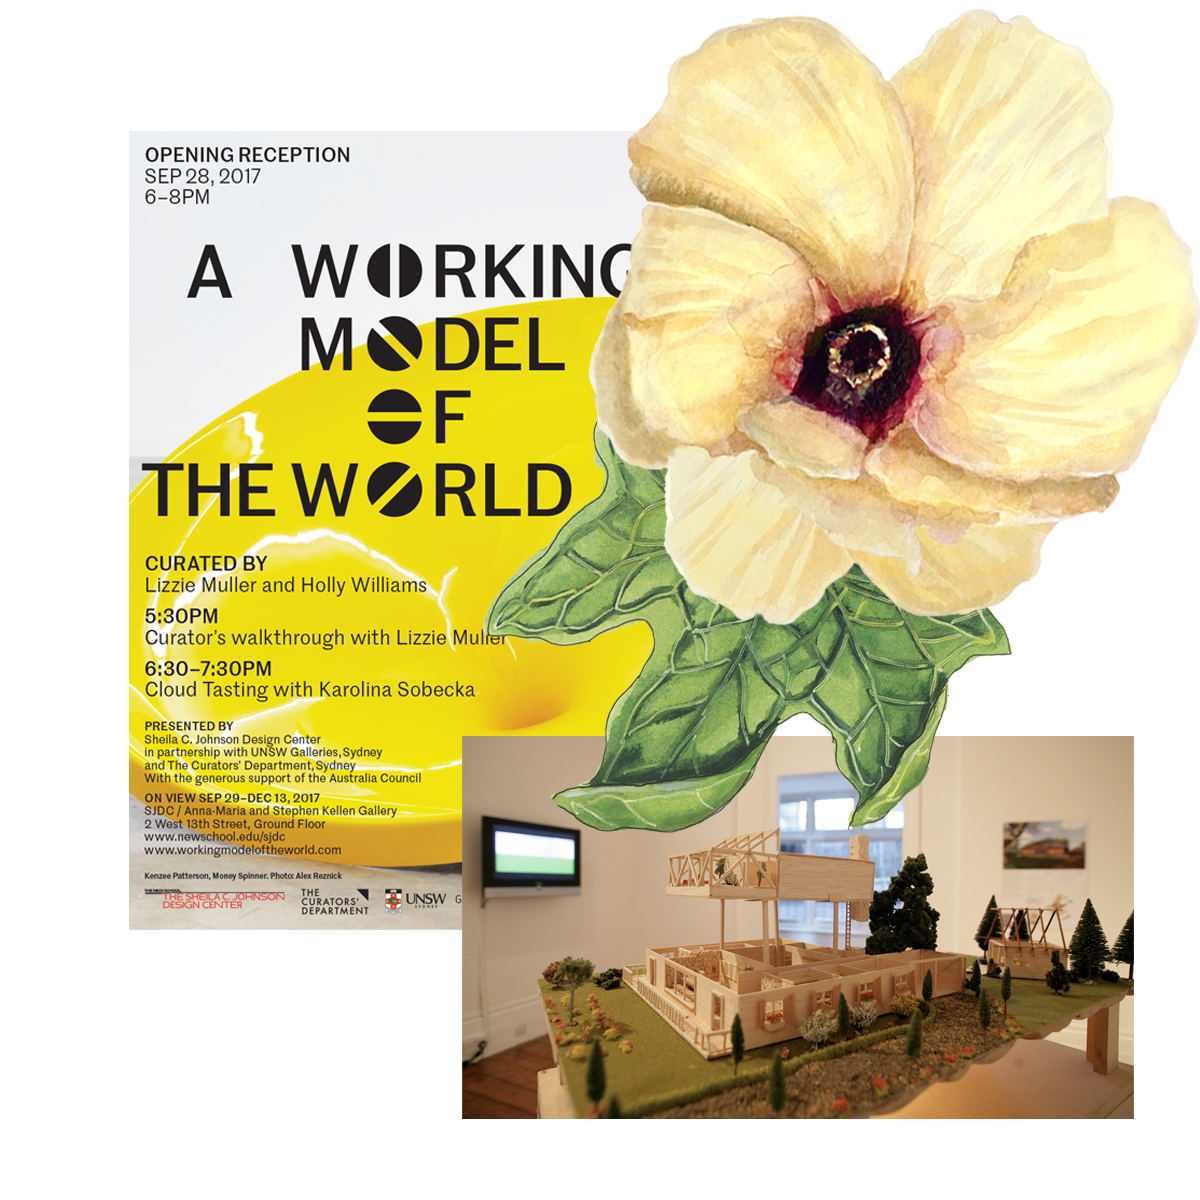 OPENING RECEPTION
SEP 28, 2017
6–8PM
A WORKING
MODEL
OF
THE WORLD
CURATED BY
Lizzie Muller and Holly Williams
5:30PM
Curator's walkthrough with Lizzie Muller
6:30–7:30PM
Cloud Tasting with Karolina Sobecka
PRESENTED BY
Sheila C. Johnson Design Center
in partnership with UNSW Galleries, Sydney
and The Curators' Department, Sydney
With the generous support of the Australia Council
ON VIEW SEP 29–DEC 13, 2017
SJDC / Anna-Maria and Stephen Kellen Gallery
2 West 13th Street, Ground Floor
www.newschool.edu/sjdc
www.workingmodeloftheworld.com
Kenzee Patterson, Money Spinner. Photo: Alex Reznick
THE NEW SCHOOL
THE SHEILA C. JOHNSON
DESIGN CENTER
THE
CURATORS'
DEPARTMENT
UNSW
SYDNEY
G